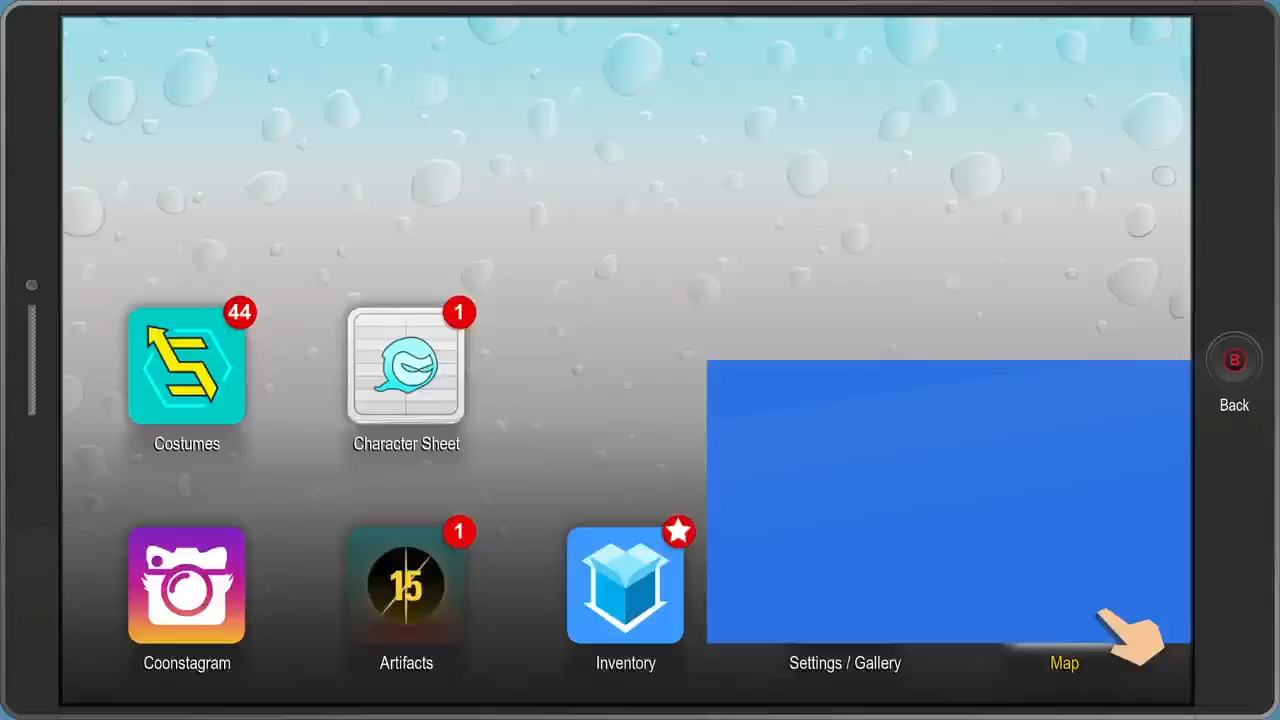 44
1
Costumes
Character Sheet
B
Back
1
15
Coonstagram
Artifacts
Inventory
Settings / Gallery
Map